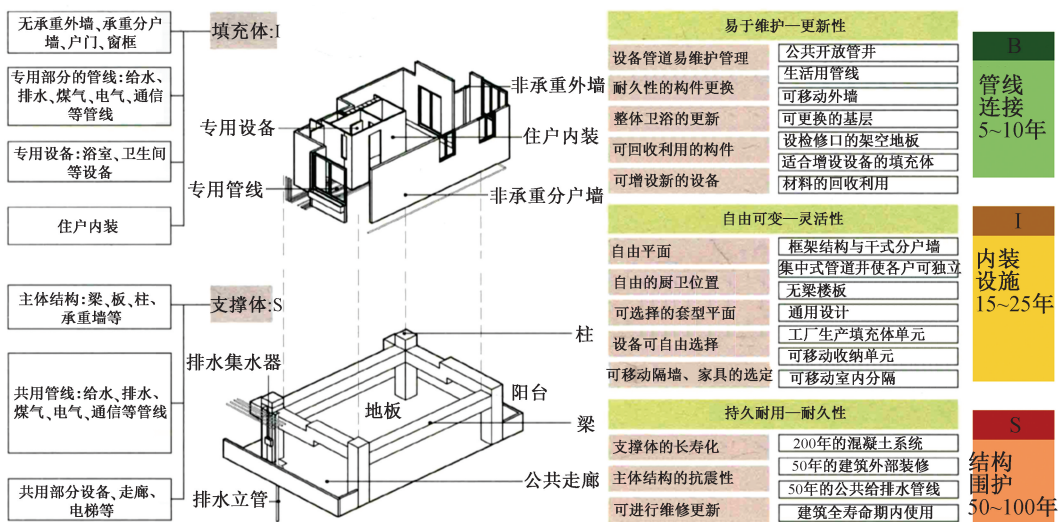 无承重外墙、承重分户
墙、户门、窗框
填充体:I
专用部分的管线:给水、
排水、煤气、电气、通信
等管线
专用设备:浴室、卫生间
等设备
住户内装
非承重外墙
专用设备
住户内装
专用管线
非承重分户墙
主体结构:梁、板、柱、
承重墙等
支撑体:S
共用管线:给水、排水、
煤气、电气、通信等管线
共用部分设备、走廊、
电梯等
柱
排水集水器
阳台
地板
梁
公共走廊
排水立管
易于维护—更新性
设备管道易维护管理
耐久性的构件更换
整体卫浴的更新
可回收利用的构件
可增设新的设备
公共开放管井
生活用管线
可移动外墙
可更换的基层
设检修口的架空地板
适合增设设备的填充体
材料的回收利用
B
管线
连接
5~10年
自由可变—灵活性
自由平面
自由的厨卫位置
可选择的套型平面
设备可自由选择
可移动隔墙、家具的选定
框架结构与干式分户墙
集中式管道井使各户可独立
无梁楼板
通用设计
工厂生产填充体单元
可移动收纳单元
可移动室内分隔
I
内装
设施
15~25年
持久耐用—耐久性
支撑体的长寿化
主体结构的抗震性
可进行维修更新
200年的混凝土系统
50年的建筑外部装修
50年的公共给排水管线
建筑全寿命期内使用
S
结构
围护
50~100年